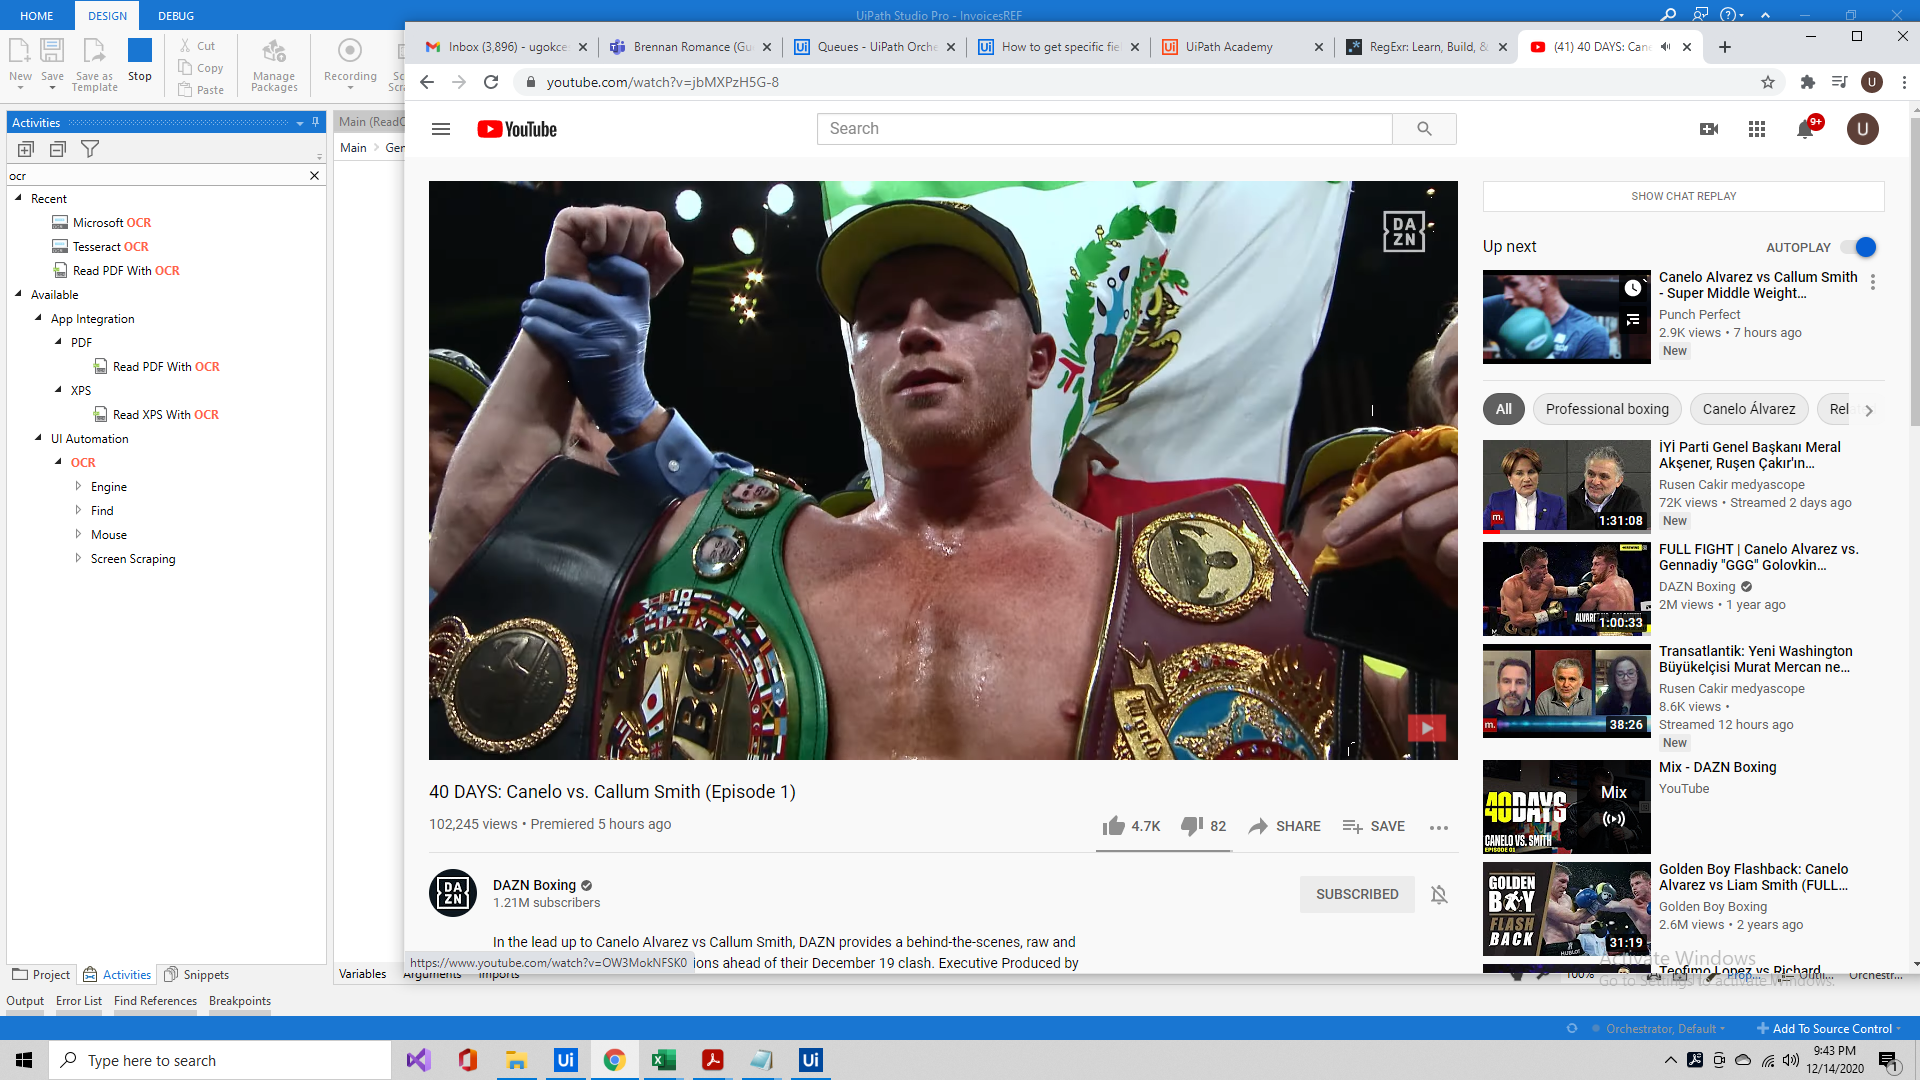 HOME DESIGN DEBUG
UiPath Studio Pro - InvoicesREF
New Save Save as Template Stop
Cut
Copy
Paste
Manage Packages
Recording
Inbox (3,896) - ugokce
Brennan Romance (Gu
Queues - UiPath Orche
How to get specific fie
UiPath Academy
RegExr: Learn, Build, &
(41) 40 DAYS: Can
youtube.com/watch?v=jbMXPzH5G-8
U
Activities
ocr
Recent
Microsoft OCR
Tesseract OCR
Read PDF With OCR
Available
App Integration
PDF
Read PDF With OCR
XPS
Read XPS With OCR
UI Automation
OCR
Engine
Find
Mouse
Screen Scraping
Main > Gen
YouTube
Search
9+
U
DAZN
40 DAYS: Canelo vs. Callum Smith (Episode 1)
102,245 views • Premiered 5 hours ago
4.7K 82 SHARE SAVE
DAZN
DAZN Boxing
1.21M subscribers
SUBSCRIBED
In the lead up to Canelo Alvarez vs Callum Smith, DAZN provides a behind-the-scenes, raw and
ions ahead of their December 19 clash. Executive Produced by
https://www.youtube.com/watch?v=OW3MokNFSK0
SHOW CHAT REPLAY
Up next
AUTOPLAY
Canelo Alvarez vs Callum Smith
- Super Middle Weight...
Punch Perfect
2.9K views • 7 hours ago
New
All Professional boxing Canelo Álvarez Rel
İYİ Parti Genel Başkanı Meral
Akşener, Ruşen Çakır'ın...
Rusen Cakir medyascope
72K views • Streamed 2 days ago
New
1:31:08
FULL FIGHT | Canelo Alvarez vs.
Gennadiy "GGG" Golovkin...
DAZN Boxing
2M views • 1 year ago
1:00:33
Transatlantik: Yeni Washington
Büyükelçisi Murat Mercan ne...
Rusen Cakir medyascope
8.6K views •
Streamed 12 hours ago
New
38:26
Mix - DAZN Boxing
YouTube
Mix
40DAYS
CANELO VS. SMITH
EPISODE 01
Golden Boy Flashback: Canelo
Alvarez vs Liam Smith (FULL...
Golden Boy Boxing
2.6M views • 2 years ago
GOLDEN
BOY
FLASH
BACK
31:19
Teofimo Lopez vs Richard
Activate Windows
Go to Settings to activate Windows.
Project Activities Snippets
Variables Arguments Imports
100%
Orchestr...
Output Error List Find References Breakpoints
Orchestrator, Default
Add To Source Control
Type here to search
9:43 PM
12/14/2020
1